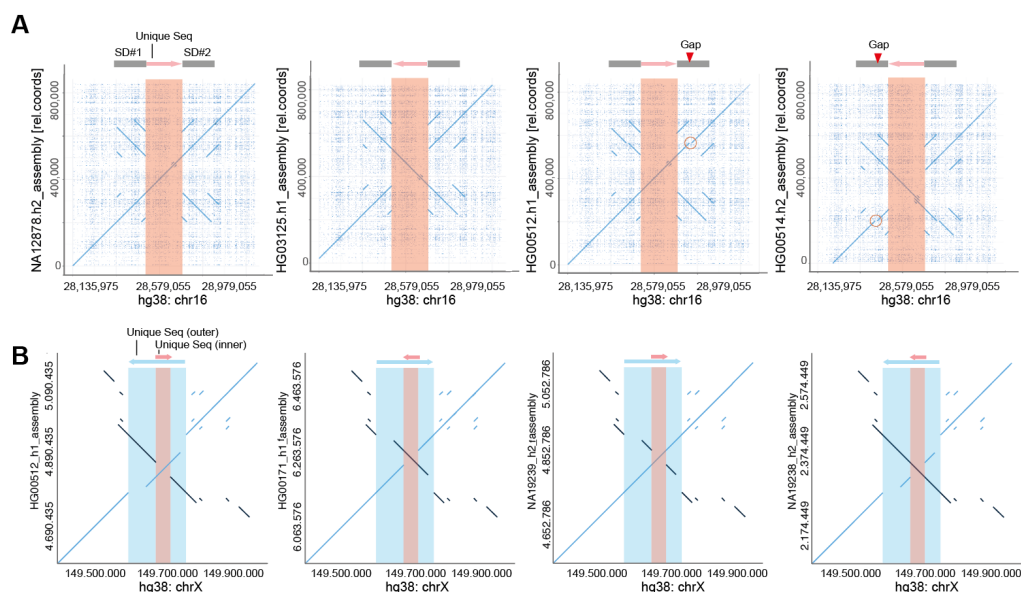 A
Unique Seq
SD#1
SD#2
Gap
Gap
NA12878.h2_assembly [rel.coords]
800,000
400,000
0
28,135,975
28,579,055
28,979,055
hg38: chr16
HG03125.h1_assembly [rel.coords]
800,000
400,000
0
28,135,975
28,579,055
28,979,055
hg38: chr16
HG00512.h1_assembly [rel.coords]
800,000
400,000
0
28,135,975
28,579,055
28,979,055
hg38: chr16
HG00514.h2_assembly [rel.coords]
800,000
400,000
0
28,135,975
28,579,055
28,979,055
hg38: chr16
B
Unique Seq (outer)
Unique Seq (inner)
HG00512_h1_assembly
5.090.435
4.890.435
4.690.435
149.500.000
149.700.000
149.900.000
hg38: chrX
HG00171_h1_fassembly
6.463.576
6.263.576
6.063.576
149.500.000
149.700.000
149.900.000
hg38: chrX
NA19239_h2_rassembly
5.052.786
4.852.786
4.652.786
149.500.000
149.700.000
149.900.000
hg38: chrX
NA19238_h2_assembly
2.574.449
2.374.449
2.174.449
149.500.000
149.700.000
149.900.000
hg38: chrX